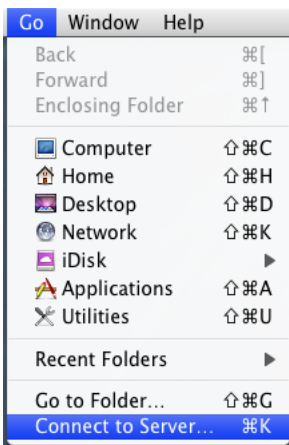 Go Window Help
Back ⌘[
Forward ⌘]
Enclosing Folder ⌘↑
Computer ⇧⌘C
Home ⇧⌘H
Desktop ⇧⌘D
Network ⇧⌘K
iDisk ▶
Applications ⇧⌘A
Utilities ⇧⌘U
Recent Folders ▶
Go to Folder... ⇧⌘G
Connect to Server... ⌘K